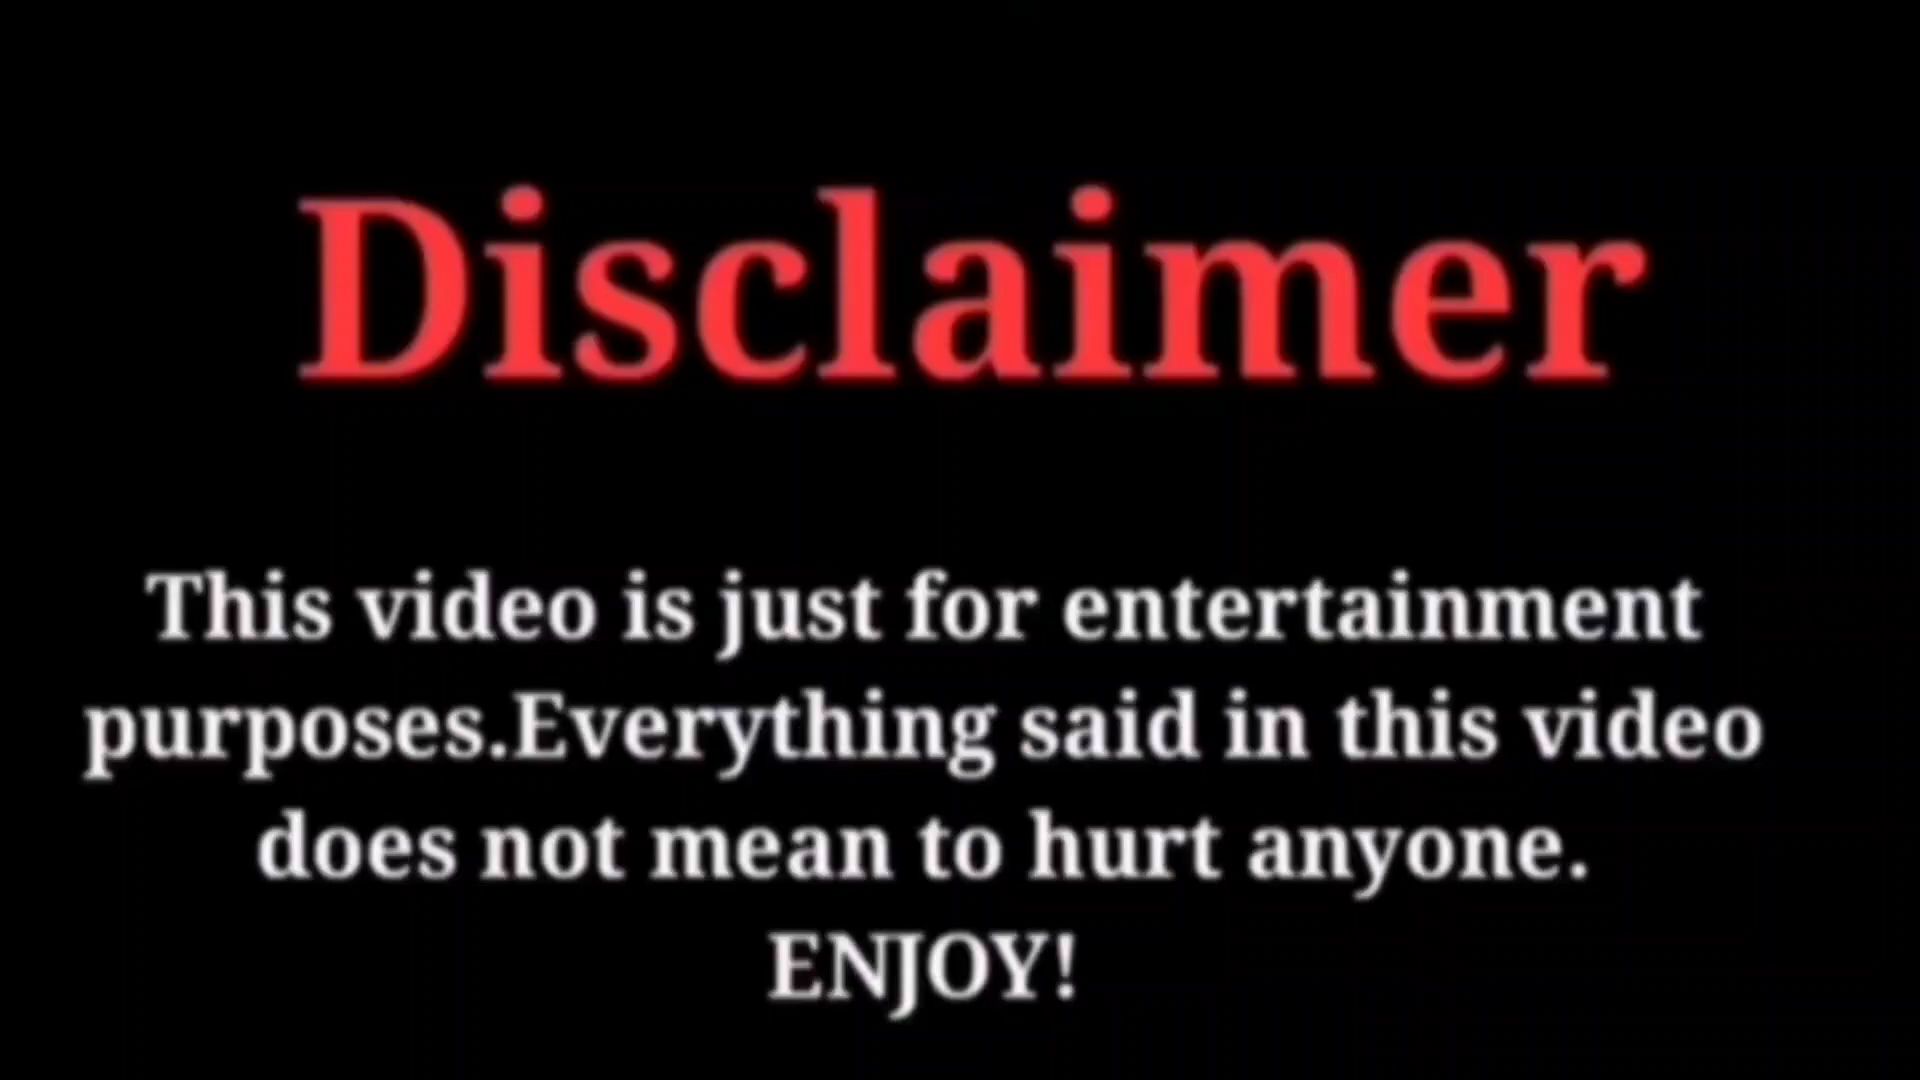 Disclaimer
This video is just for entertainment
purposes.Everything said in this video
does not mean to hurt anyone.
ENJOY!